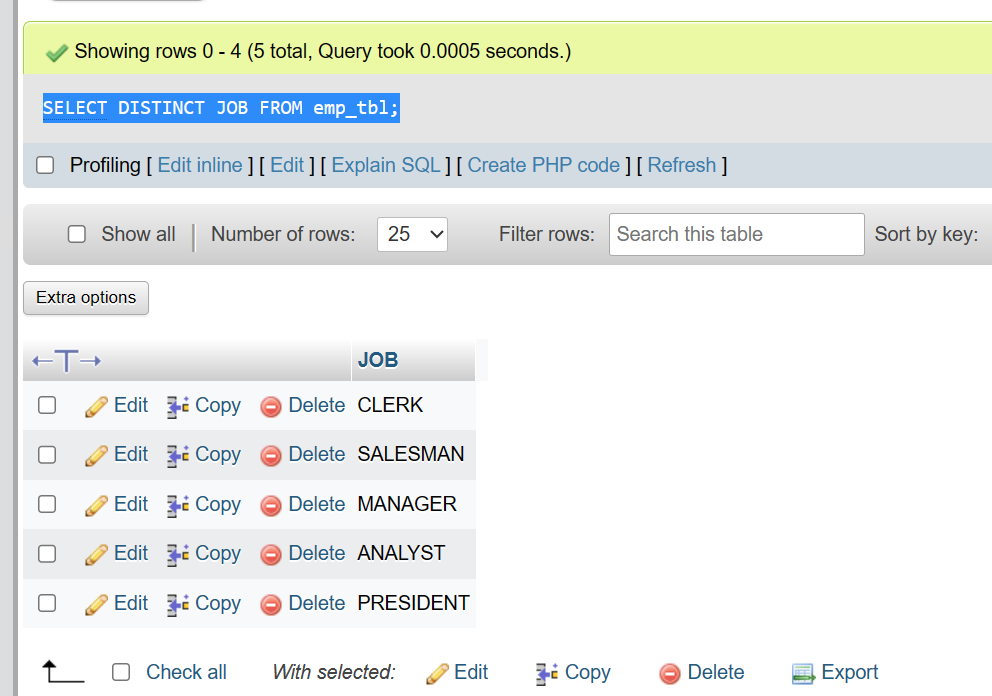 Showing rows 0 - 4 (5 total, Query took 0.0005 seconds.)
SELECT DISTINCT JOB FROM emp_tbl;
Profiling [ Edit inline ] [ Edit ] [ Explain SQL ] [ Create PHP code ] [ Refresh ]
Show all | Number of rows: 25 Filter rows: Search this table Sort by key:
Extra options
←T→ JOB
Edit Copy Delete CLERK
Edit Copy Delete SALESMAN
Edit Copy Delete MANAGER
Edit Copy Delete ANALYST
Edit Copy Delete PRESIDENT
Check all With selected: Edit Copy Delete Export